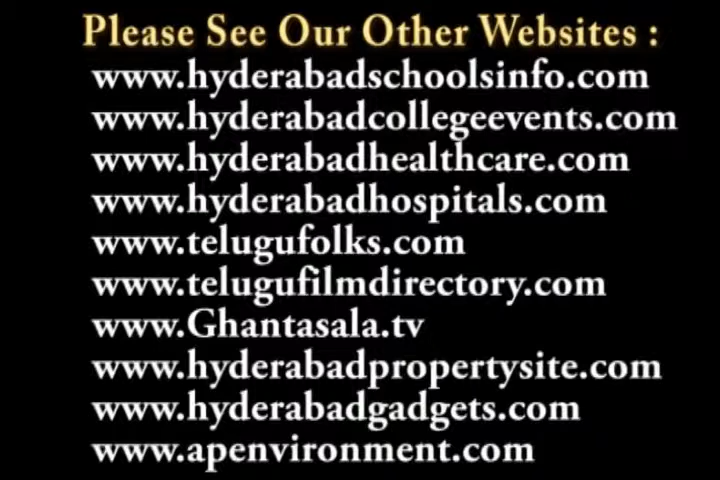 Please See Our Other Websites :
www.hyderabadschoolsinfo.com
www.hyderabadcollegeevents.com
www.hyderabadhealthcare.com
www.hyderabadhospitals.com
www.telugufolks.com
www.telugufilmdirectory.com
www.Ghantasala.tv
www.hyderabadpropertysite.com
www.hyderabadgadgets.com
www.apenvironment.com